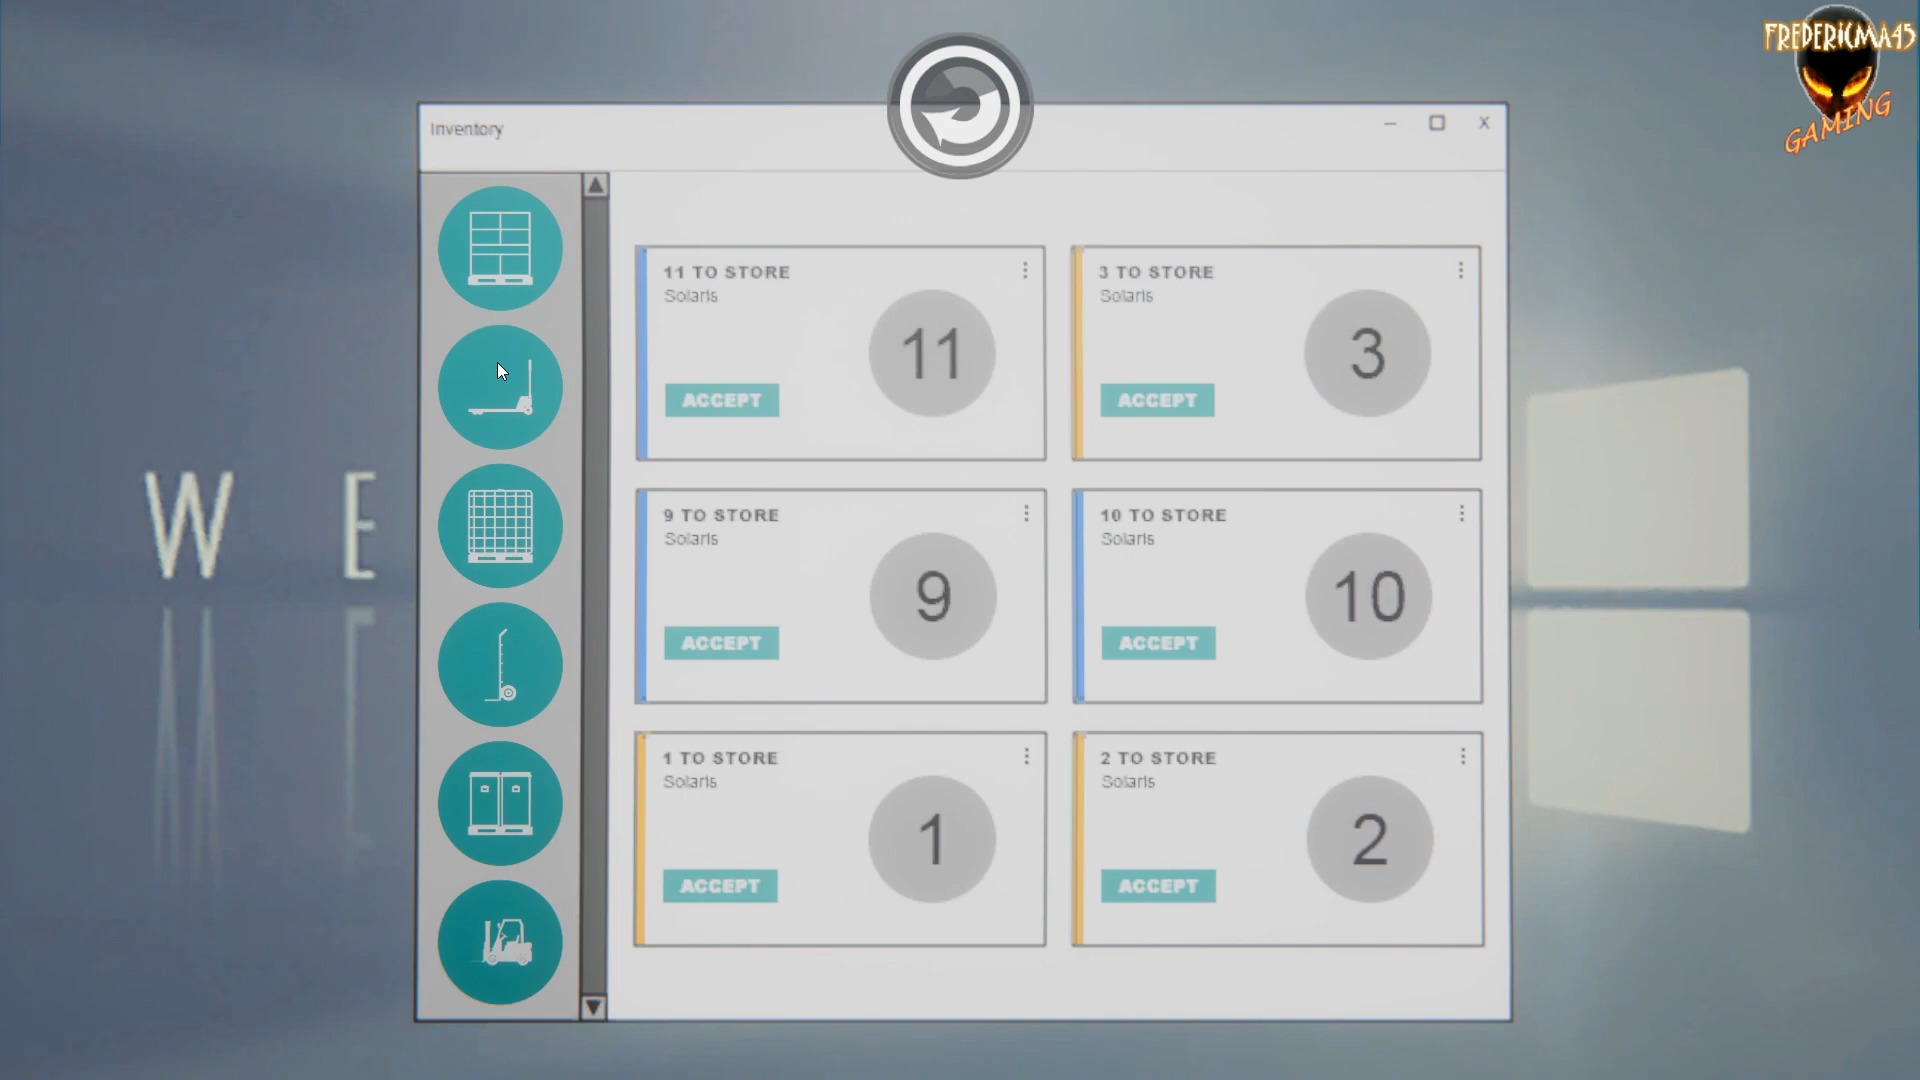 FREDERICMA45
GAMING
Inventory
11 TO STORE
Solaris
11
ACCEPT
3 TO STORE
Solaris
3
ACCEPT
9 TO STORE
Solaris
9
ACCEPT
10 TO STORE
Solaris
10
ACCEPT
1 TO STORE
Solaris
1
ACCEPT
2 TO STORE
Solaris
2
ACCEPT
W E